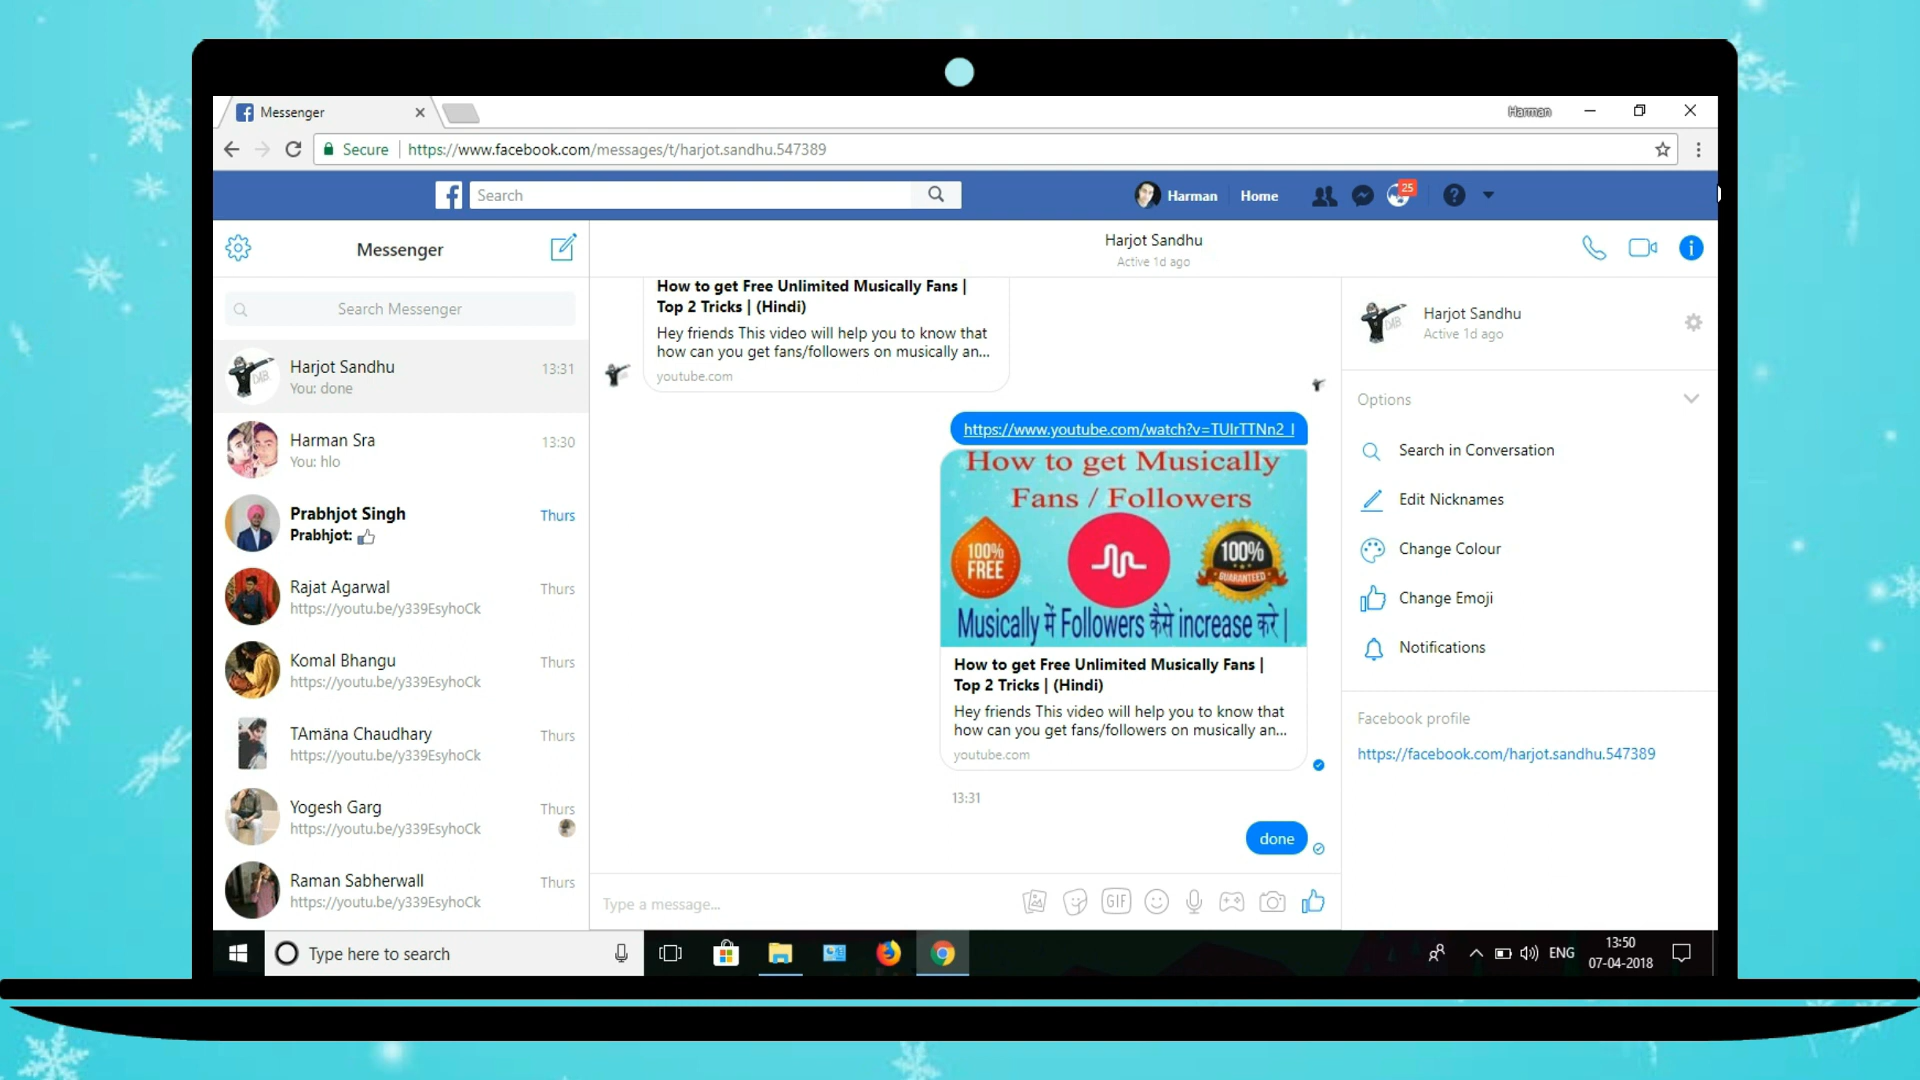 Messenger
Harman
Secure
https://www.facebook.com/messages/t/harjot.sandhu.547389
Search
Harman
Home
25
Messenger
Search Messenger
Harjot Sandhu
13:31
You: done
Harman Sra
13:30
You: hlo
Prabhjot Singh
Thurs
Prabhjot:
Rajat Agarwal
Thurs
https://youtu.be/y339EsyhoCk
Komal Bhangu
Thurs
https://youtu.be/y339EsyhoCk
TAmäna Chaudhary
Thurs
https://youtu.be/y339EsyhoCk
Yogesh Garg
Thurs
https://youtu.be/y339EsyhoCk
Raman Sabherwall
Thurs
https://youtu.be/y339EsyhoCk
Harjot Sandhu
Active 1d ago
How to get Free Unlimited Musically Fans |
Top 2 Tricks | (Hindi)
Hey friends This video will help you to know that
how can you get fans/followers on musically an...
youtube.com
https://www.youtube.com/watch?v=TUIrTTNn2_I
How to get Musically
Fans / Followers
100%
FREE
100%
GUARANTEED
Musically में Followers कैसे increase करे |
How to get Free Unlimited Musically Fans |
Top 2 Tricks | (Hindi)
Hey friends This video will help you to know that
how can you get fans/followers on musically an...
youtube.com
13:31
done
Type a message...
GIF
Harjot Sandhu
Active 1d ago
DAB
Options
Search in Conversation
Edit Nicknames
Change Colour
Change Emoji
Notifications
Facebook profile
https://facebook.com/harjot.sandhu.547389
Type here to search
ENG
13:50
07-04-2018